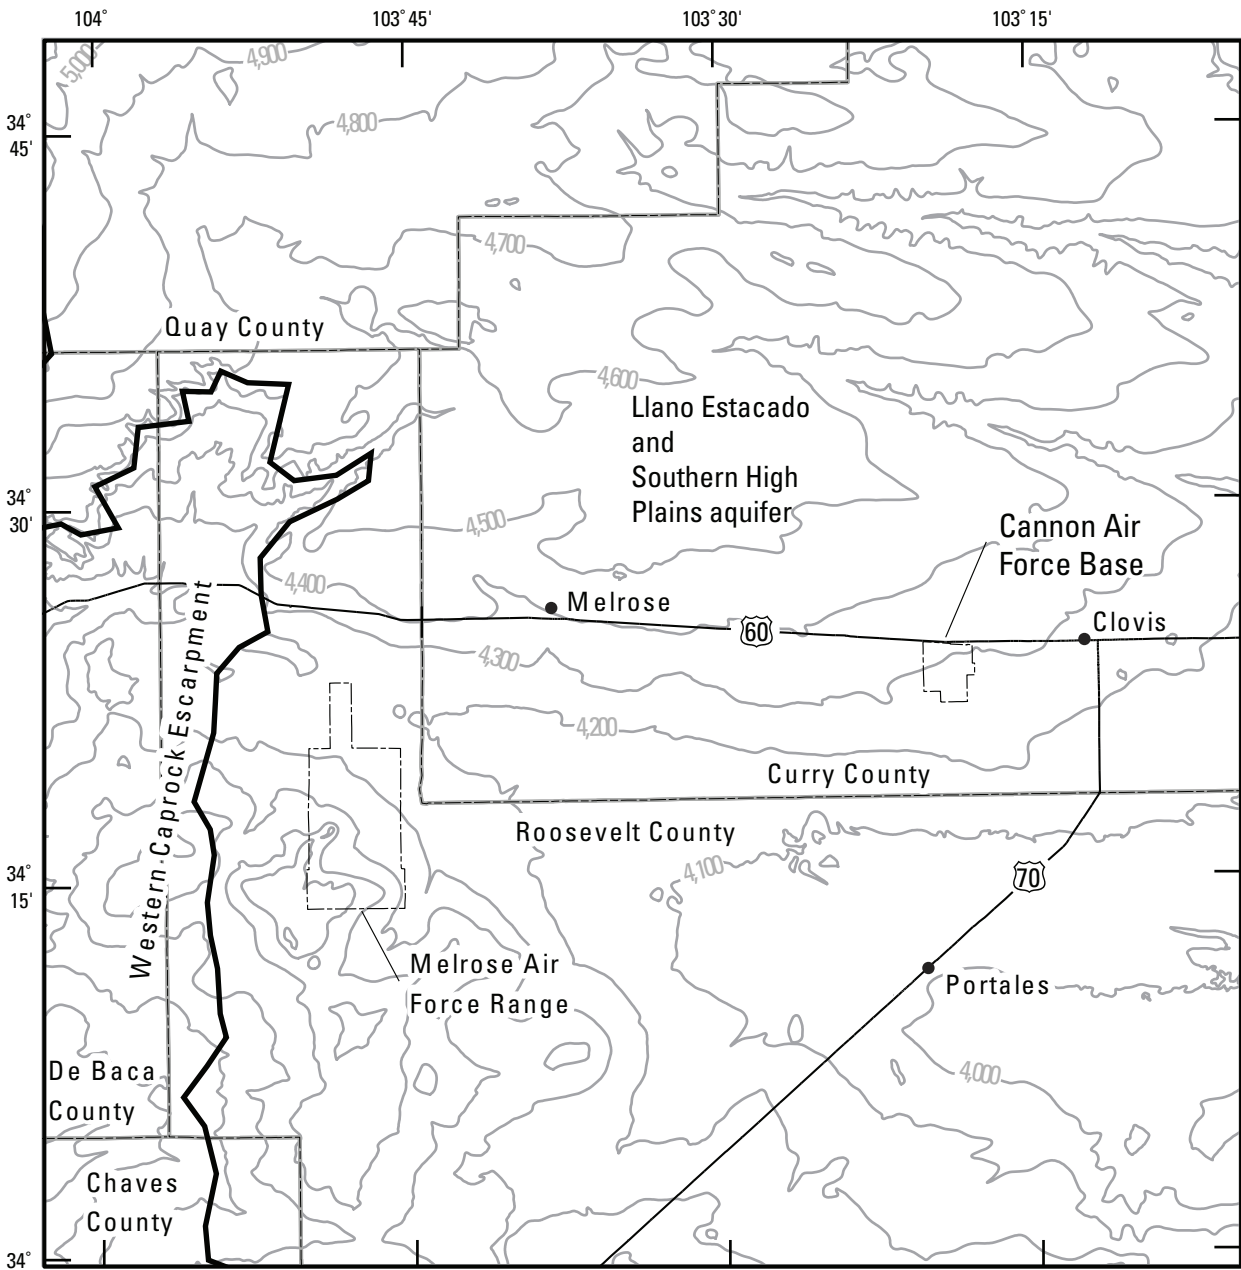 104°
103° 45'
103° 30'
103° 15'
5,000
4,900
4,800
34°
45'
4,700
Quay County
4,600
Llano Estacado
and
Southern High
Plains aquifer
34°
30'
4,500
Cannon Air
Force Base
4,400
Melrose
60
Clovis
4,300
4,200
Western Caprock Escarpment
Curry County
Roosevelt County
4,100
70
34°
15'
Melrose Air
Force Range
Portales
De Baca
County
4,000
Chaves
County
34°